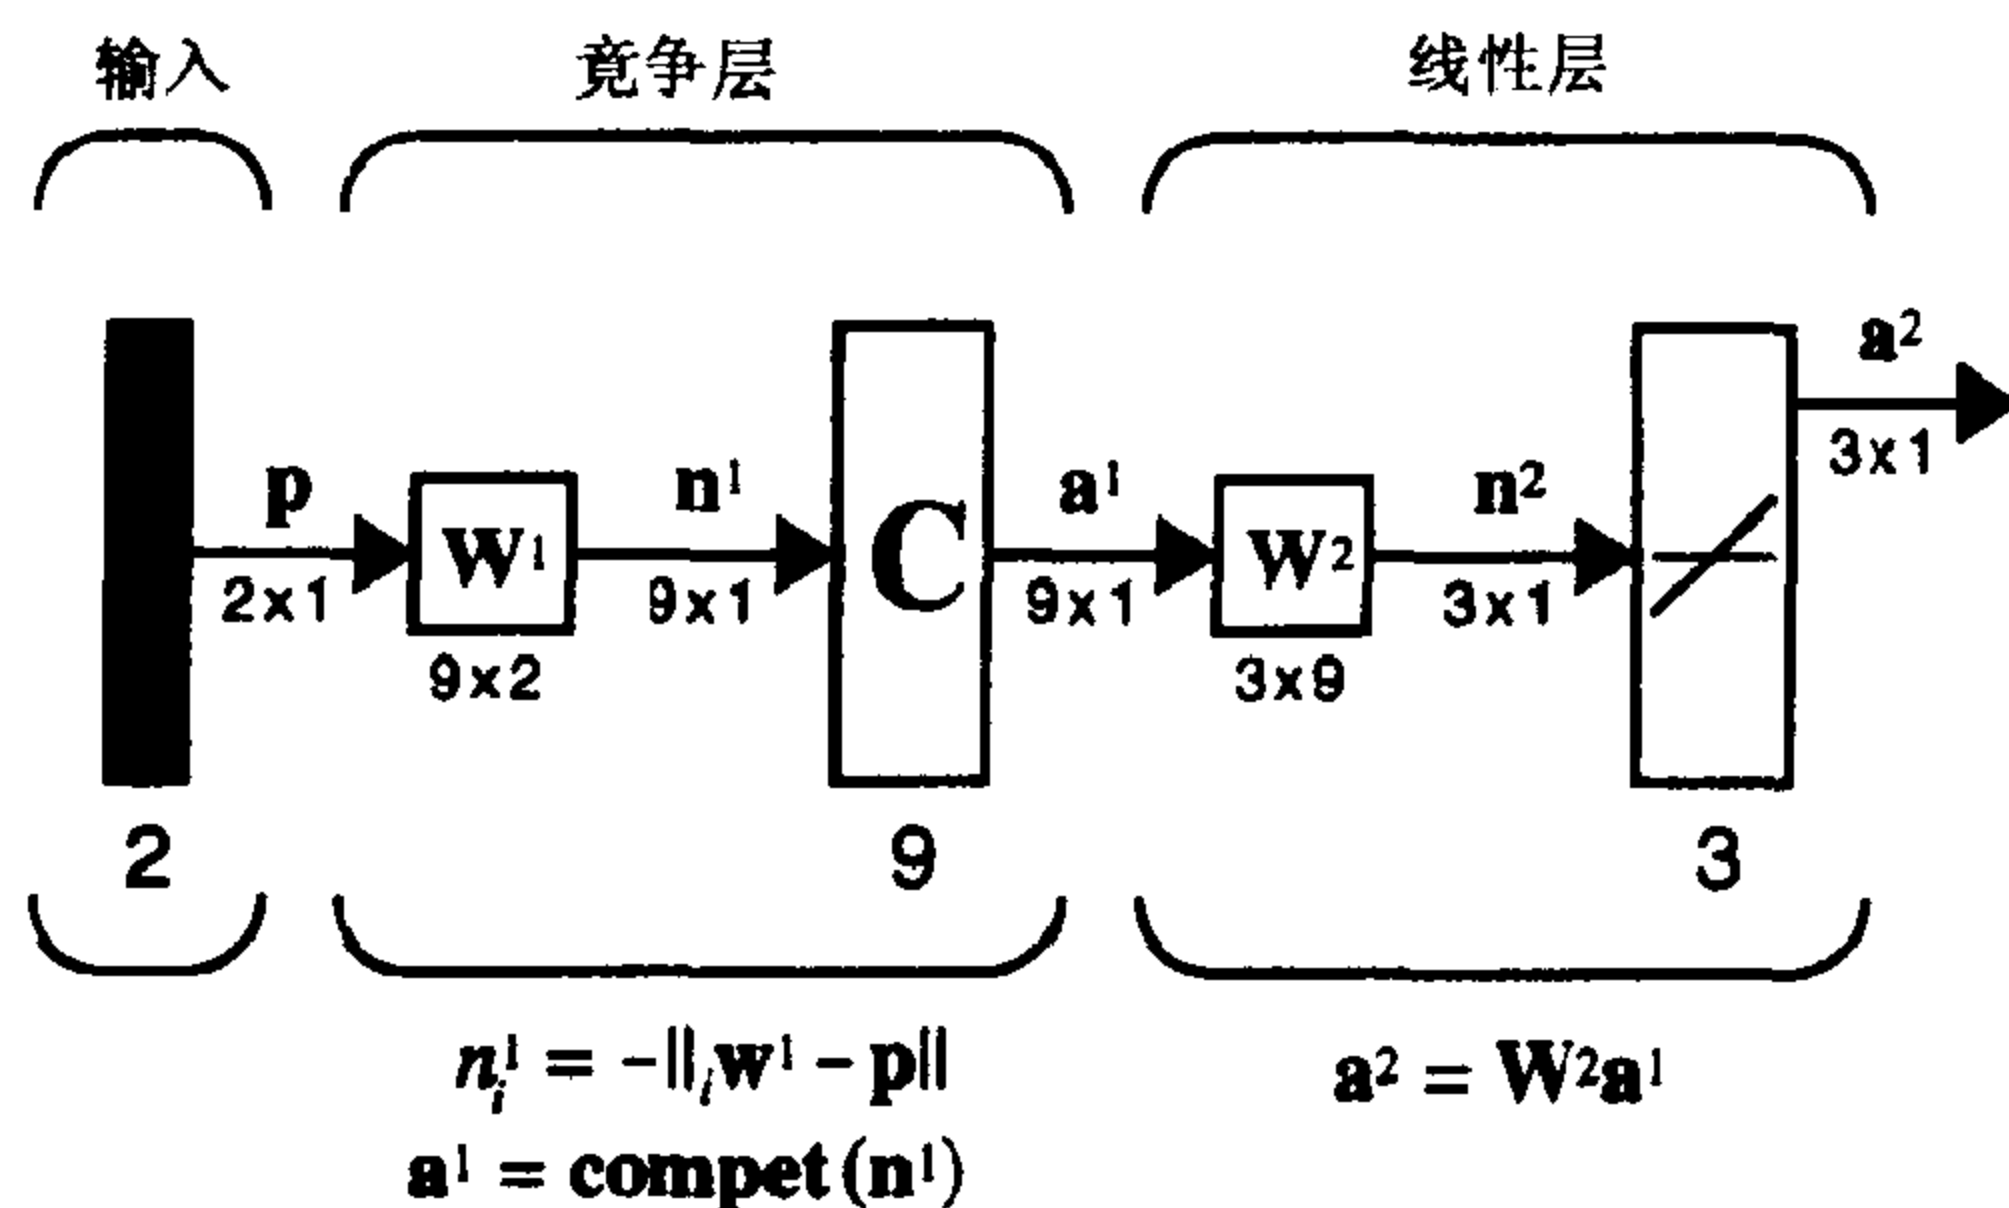 输入 竞争层 线性层
a²
3x1
p n¹ a¹ n²
W¹ C W²
2x1 9x1 9x1 3x1
9x2 3x9
2 9 3
nᵢ¹ = -||ᵢw¹ - p|| a² = W²a¹
a¹ = compet(n¹)